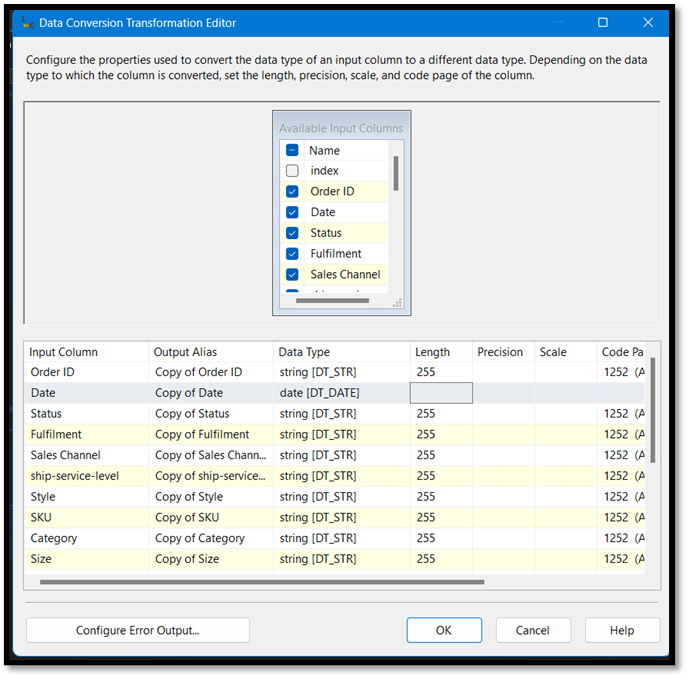 Data Conversion Transformation Editor
Configure the properties used to convert the data type of an input column to a different data type. Depending on the data
type to which the column is converted, set the length, precision, scale, and code page of the column.
Available Input Columns
Name
index
Order ID
Date
Status
Fulfilment
Sales Channel
Input Column Output Alias Data Type Length Precision Scale Code Pa
Order ID Copy of Order ID string [DT_STR] 255 1252 (A
Date Copy of Date date [DT_DATE]
Status Copy of Status string [DT_STR] 255 1252 (A
Fulfilment Copy of Fulfilment string [DT_STR] 255 1252 (A
Sales Channel Copy of Sales Chann... string [DT_STR] 255 1252 (A
ship-service-level Copy of ship-service... string [DT_STR] 255 1252 (A
Style Copy of Style string [DT_STR] 255 1252 (A
SKU Copy of SKU string [DT_STR] 255 1252 (A
Category Copy of Category string [DT_STR] 255 1252 (A
Size Copy of Size string [DT_STR] 255 1252 (A
Configure Error Output... OK Cancel Help